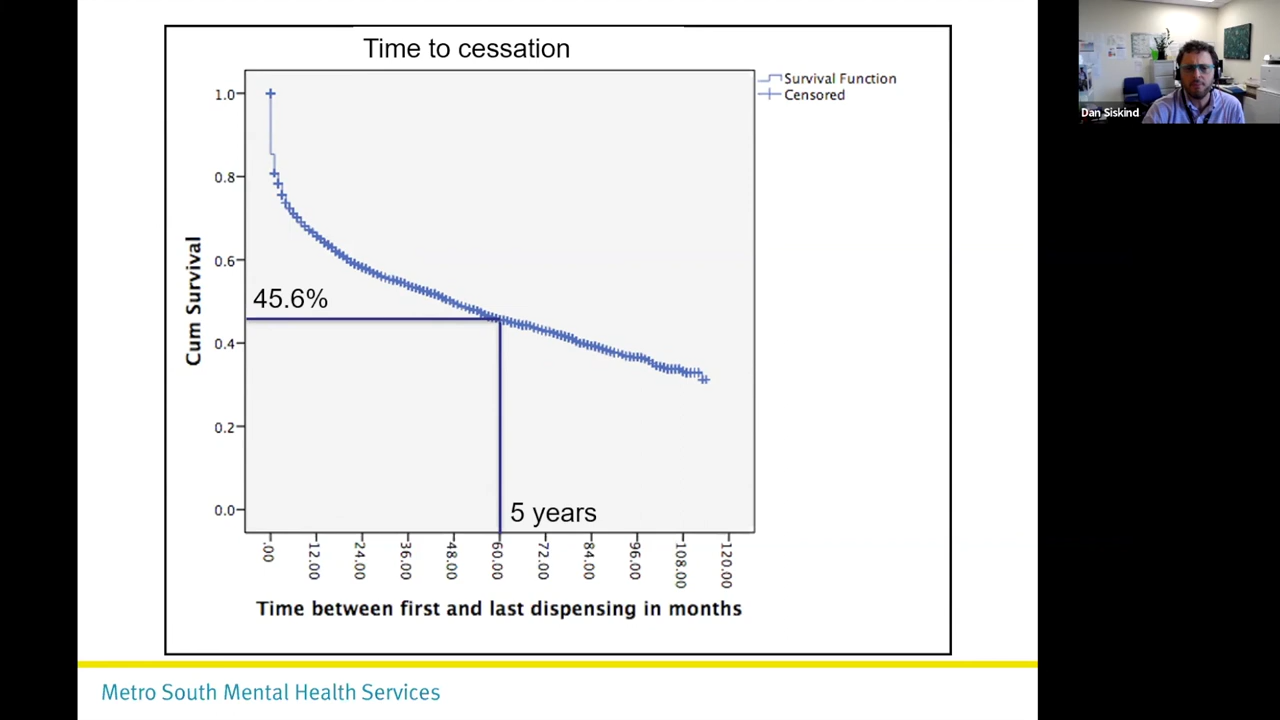 Time to cessation
Survival Function
Censored
1.0
0.8
0.6
0.4
0.2
0.0
Cum Survival
45.6%
5 years
.00
12.00
24.00
36.00
48.00
60.00
72.00
84.00
96.00
108.00
120.00
Time between first and last dispensing in months
Metro South Mental Health Services
Dan Siskind